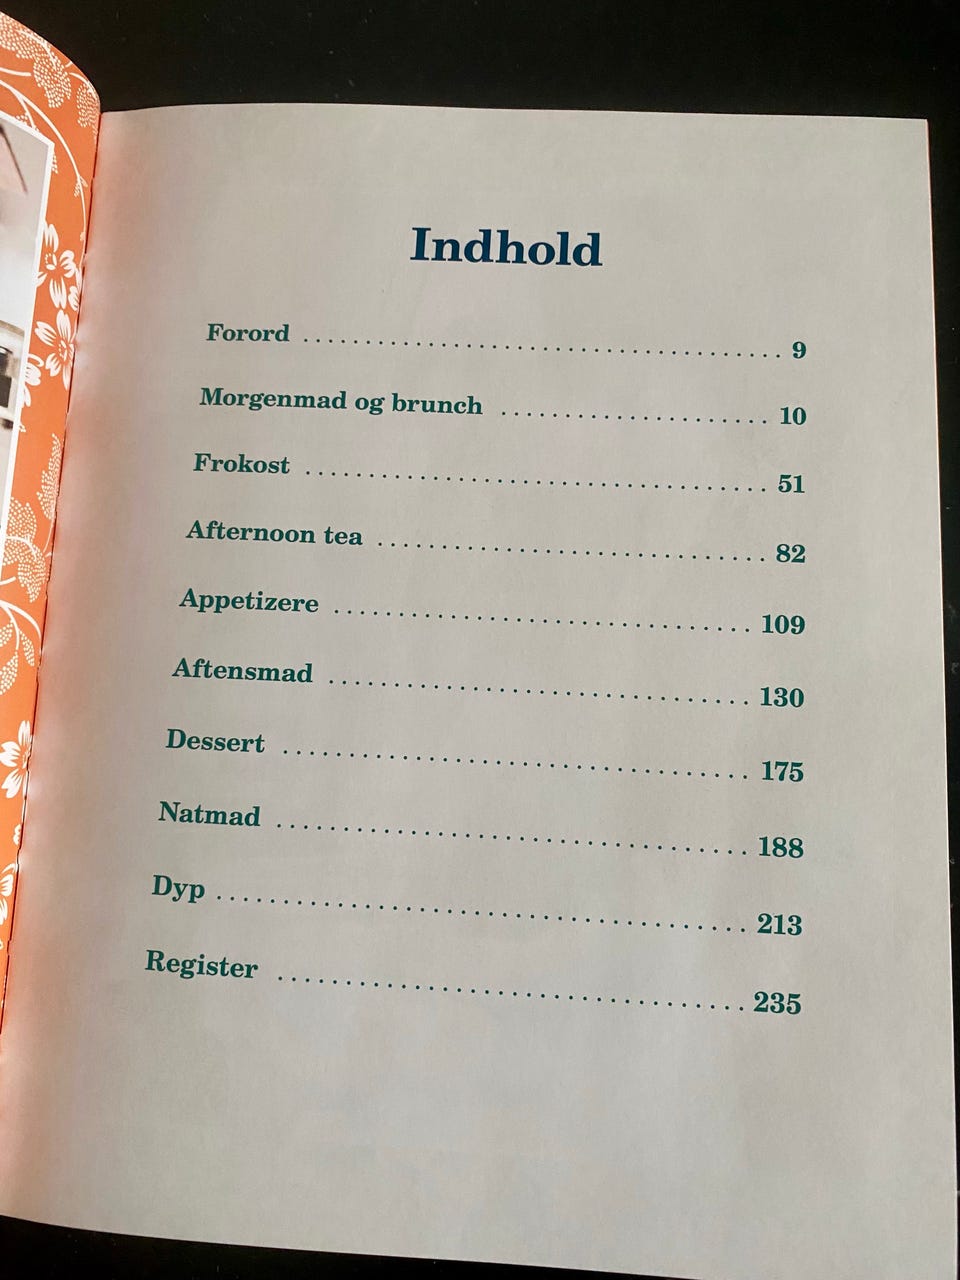 Indhold
Forord ........................................ 9
Morgenmad og brunch ...................... 10
Frokost ...................................... 51
Afternoon tea ................................ 82
Appetizere ................................ 109
Aftensmad ................................ 130
Dessert .................................... 175
Natmad .................................... 188
Dyp ........................................ 213
Register .................................... 235